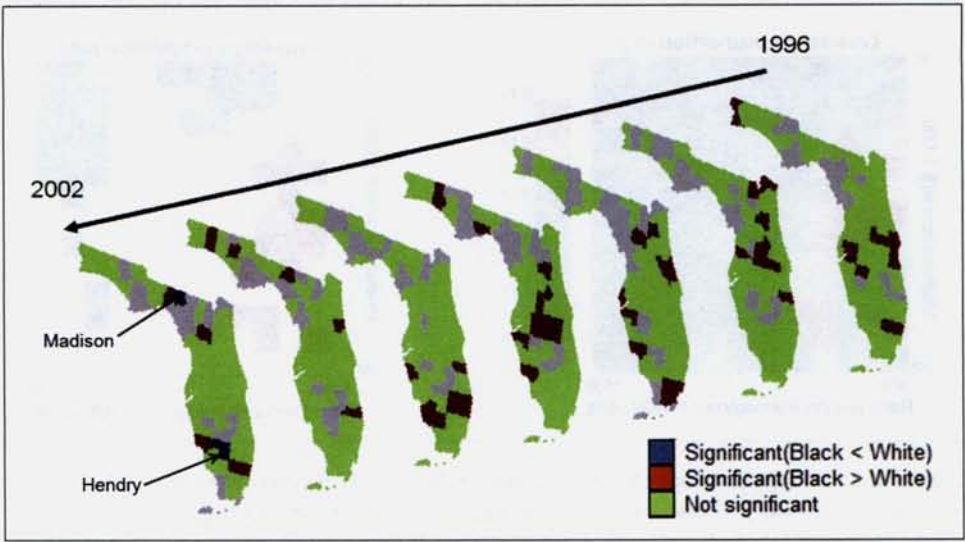 1996
2002
Madison
Hendry
Significant(Black < White)
Significant(Black > White)
Not significant